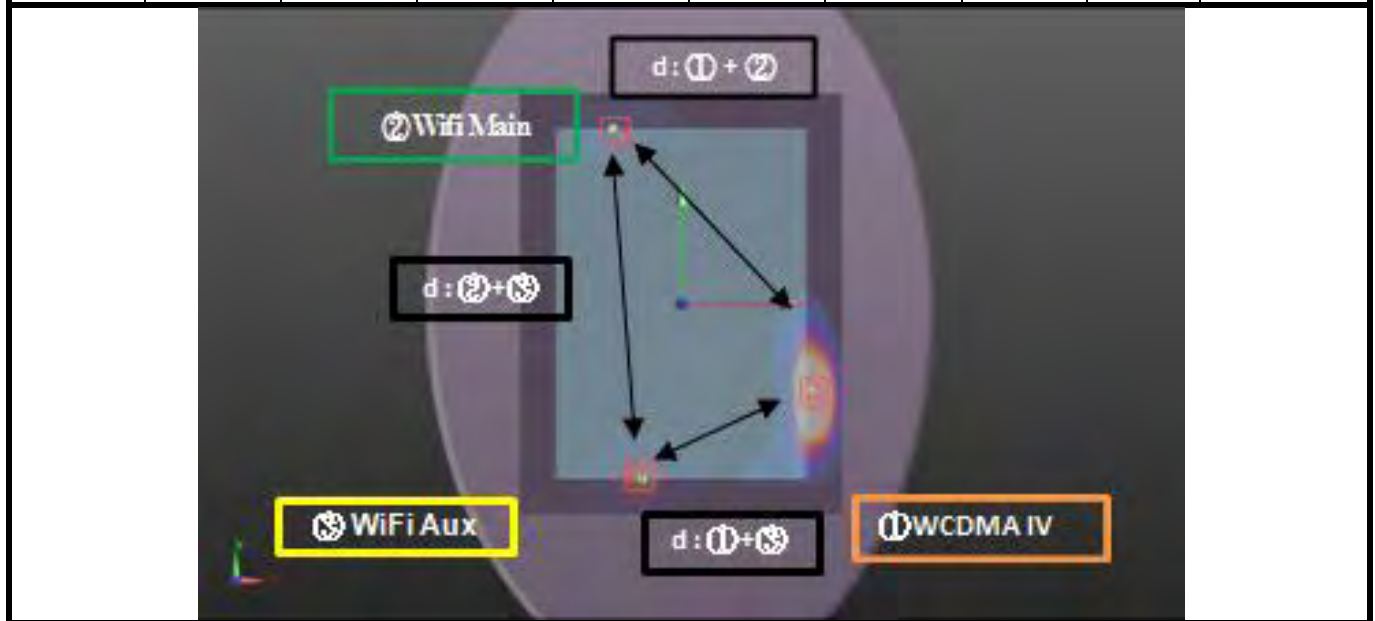 d : ① + ②
② Wifi Main
d : ②+③
③ WiFi Aux
d : ①+③
① WCDMA IV